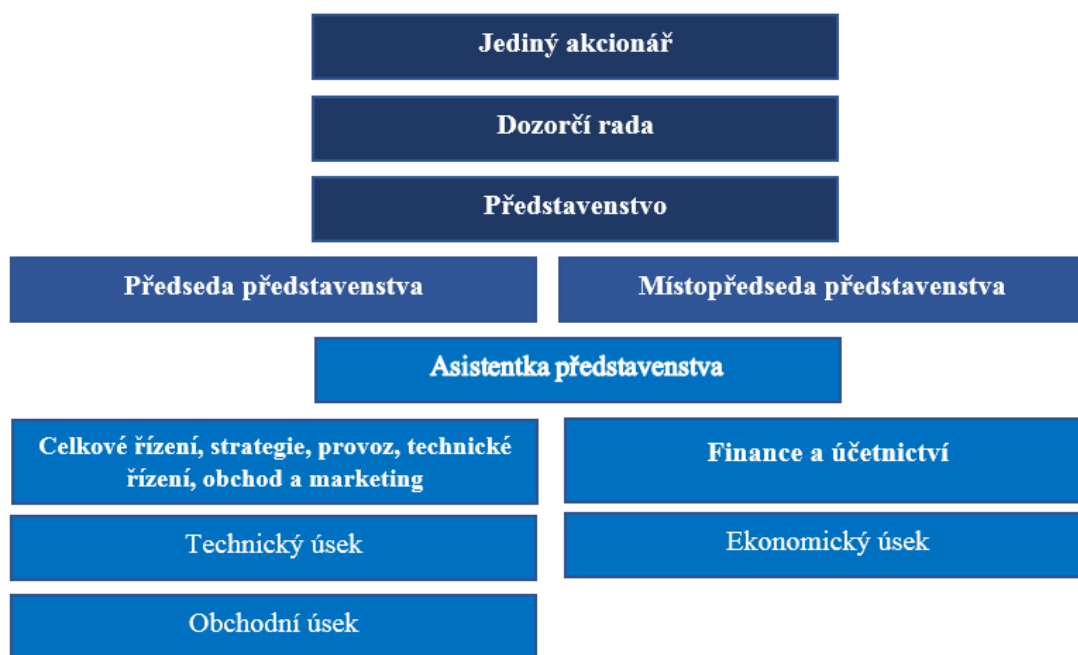 Jediný akcionář
Dozorčí rada
Představenstvo
Předseda představenstva
Místopředseda představenstva
Asistentka představenstva
Celkové řízení, strategie, provoz, technické
řízení, obchod a marketing
Finance a účetnictví
Technický úsek
Ekonomický úsek
Obchodní úsek